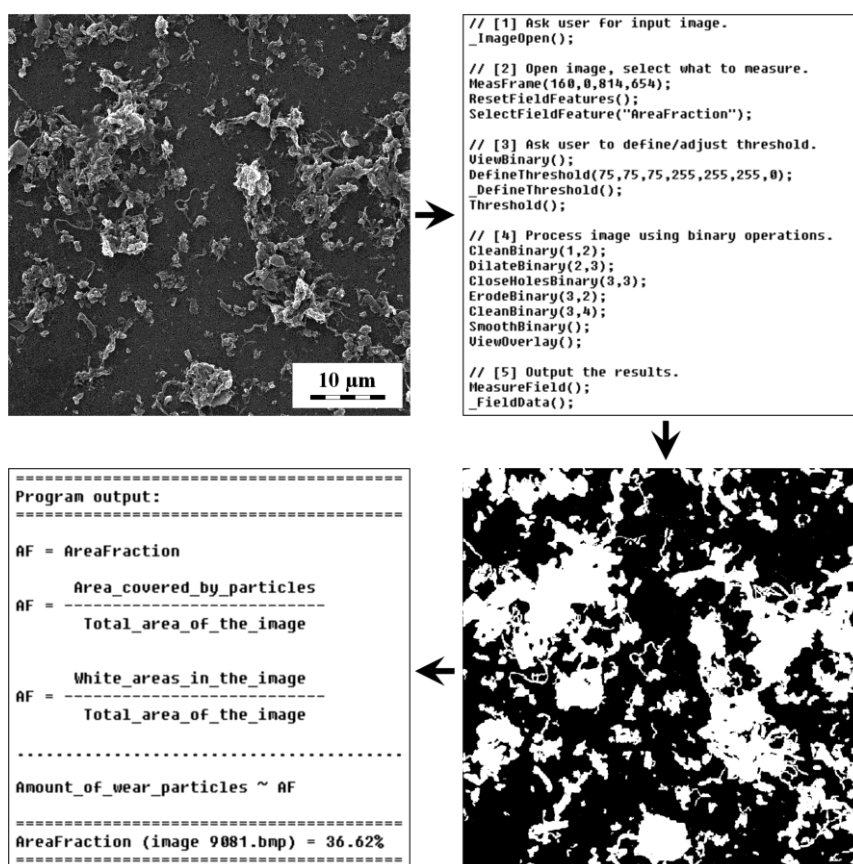 10 µm
// [1] Ask user for input image.
_ImageOpen();
// [2] Open image, select what to measure.
MeasFrame(160,0,814,654);
ResetFieldFeatures();
SelectFieldFeature("AreaFraction");
// [3] Ask user to define/adjust threshold.
ViewBinary();
DefineThreshold(75,75,75,255,255,255,0);
_DefineThreshold();
Threshold();
// [4] Process image using binary operations.
CleanBinary(1,2);
DilateBinary(2,3);
CloseHolesBinary(3,3);
ErodeBinary(3,2);
CleanBinary(3,4);
SmoothBinary();
ViewOverlay();
// [5] Output the results.
MeasureField();
_FieldData();
========================================
Program output:
========================================
AF = AreaFraction
Area_covered_by_particles
AF = ---------------------------
Total_area_of_the_image
White_areas_in_the_image
AF = ---------------------------
Total_area_of_the_image
........................................
Amount_of_wear_particles ~ AF
========================================
AreaFraction (image 9081.bmp) = 36.62%
========================================